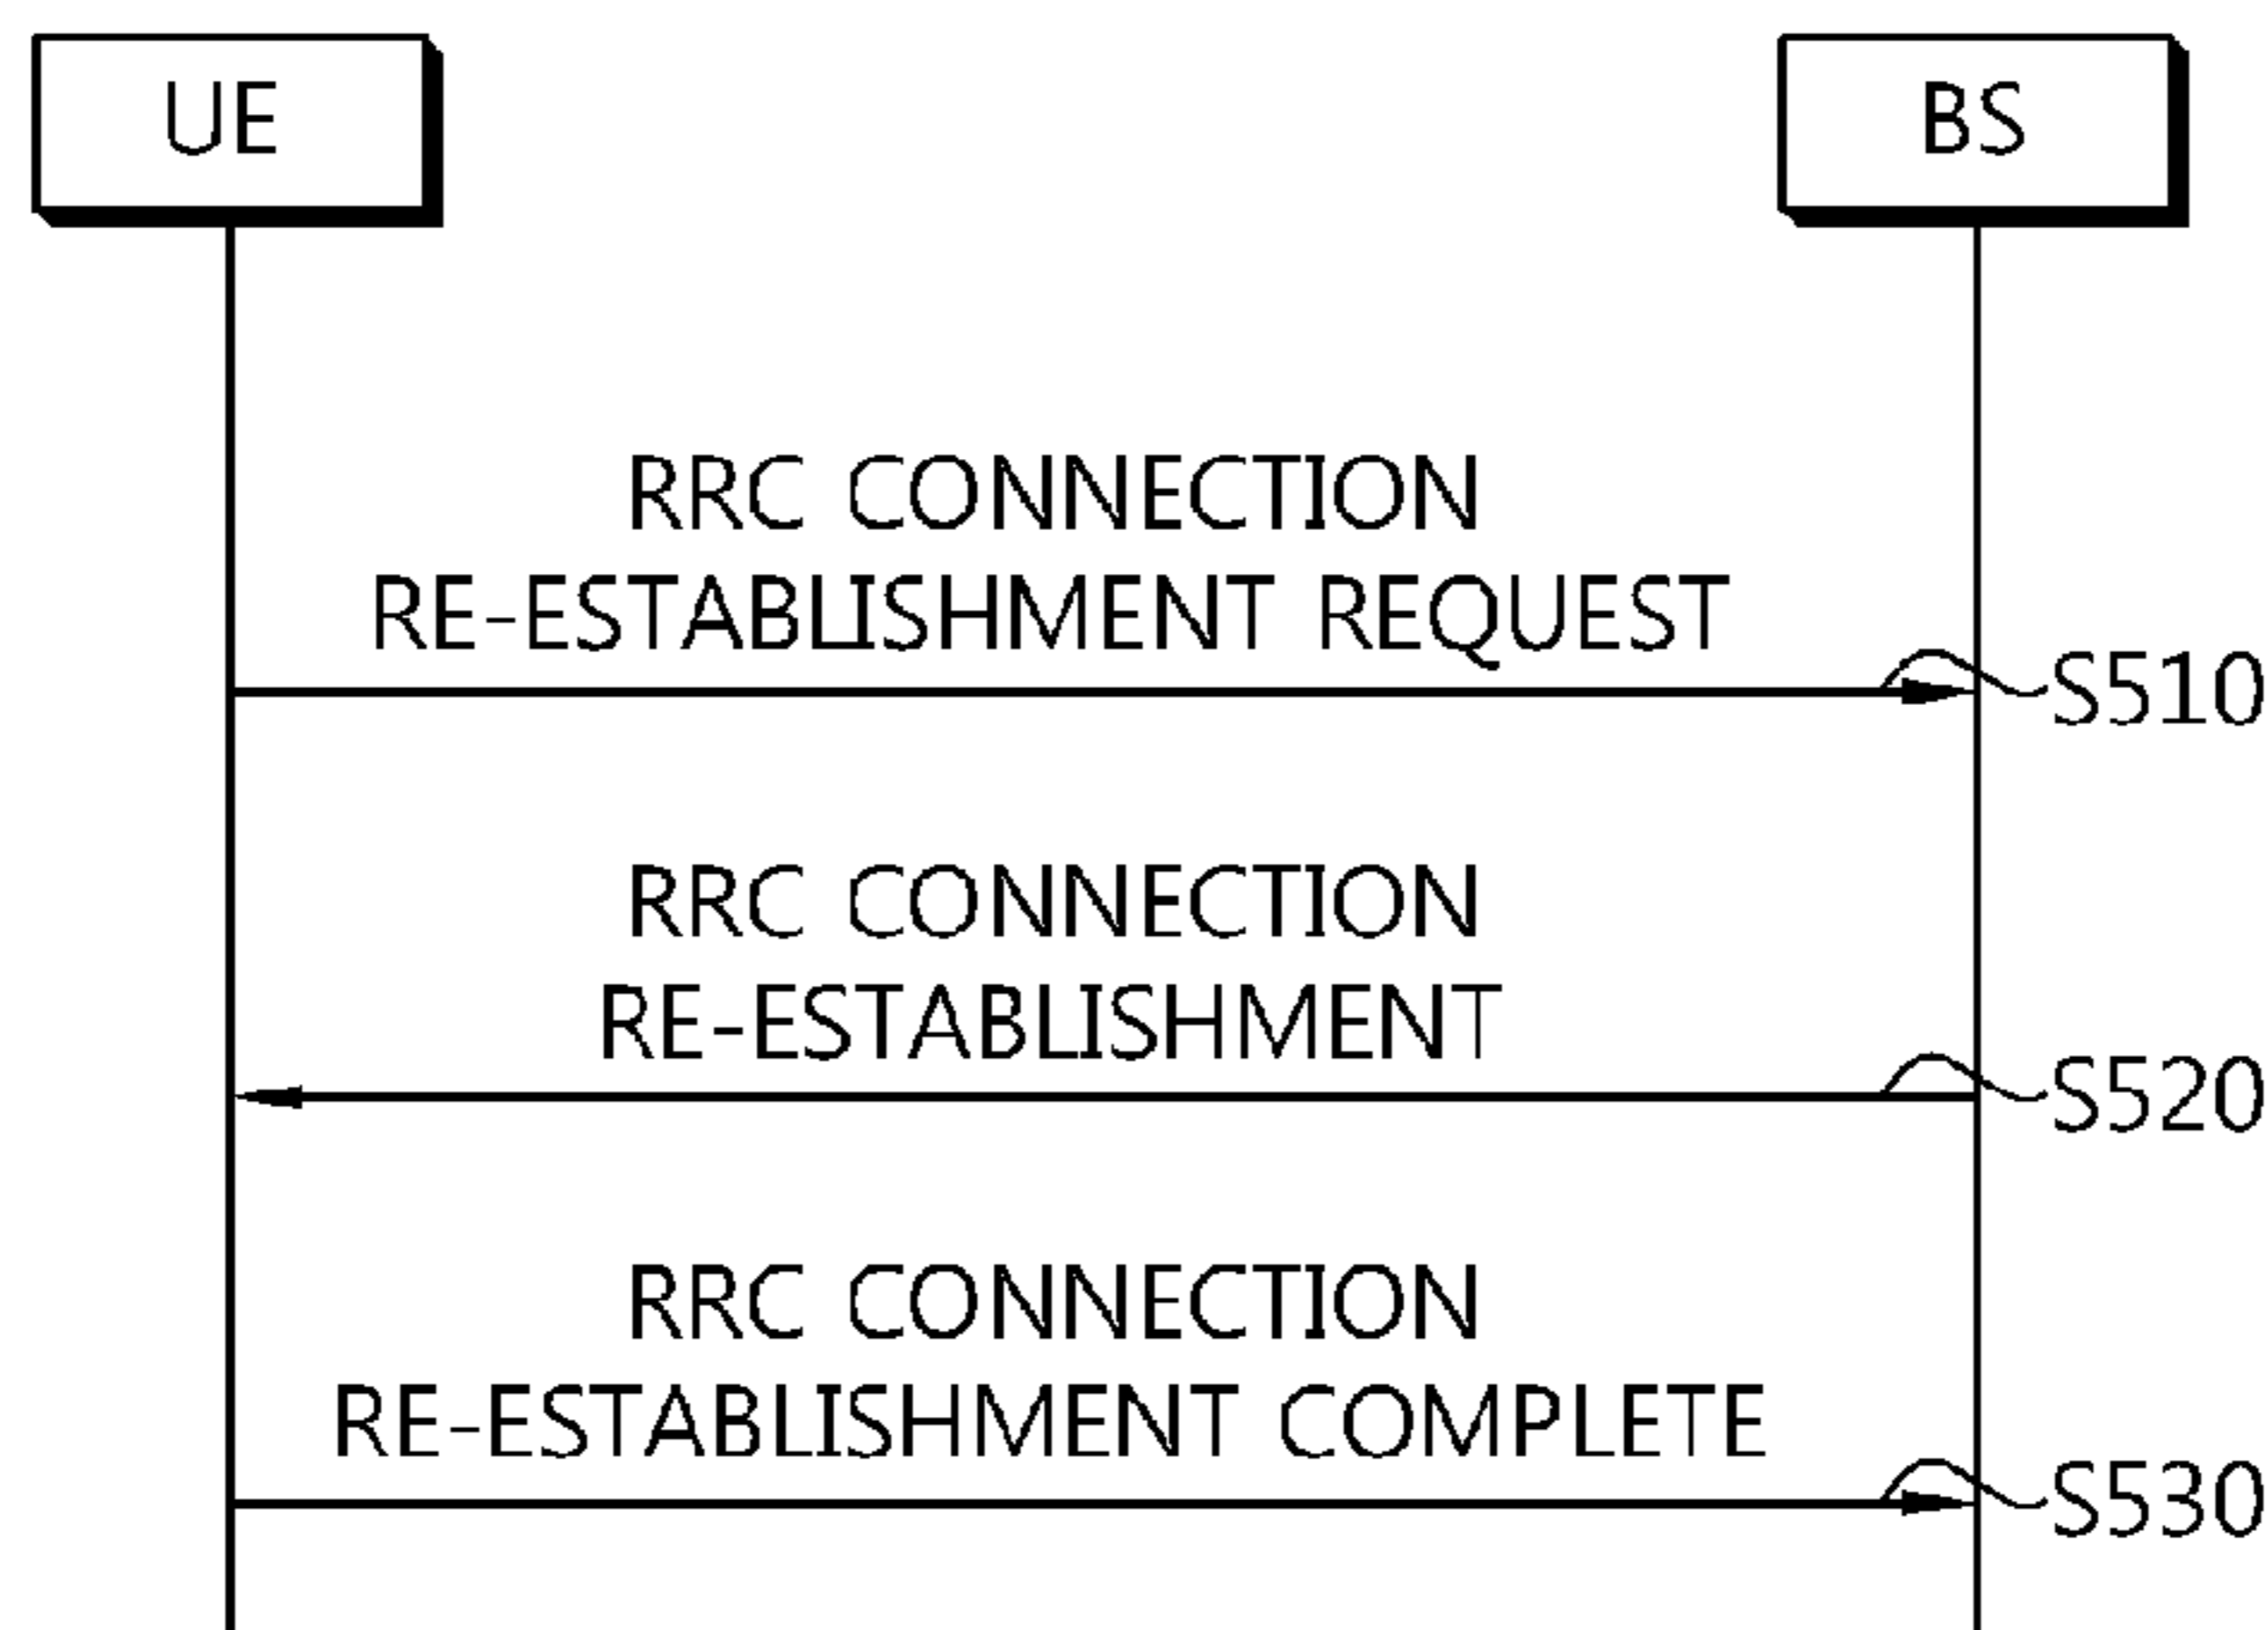 UE
BS
RRC CONNECTION
RE-ESTABLISHMENT REQUEST
S510
RRC CONNECTION
RE-ESTABLISHMENT
S520
RRC CONNECTION
RE-ESTABLISHMENT COMPLETE
S530